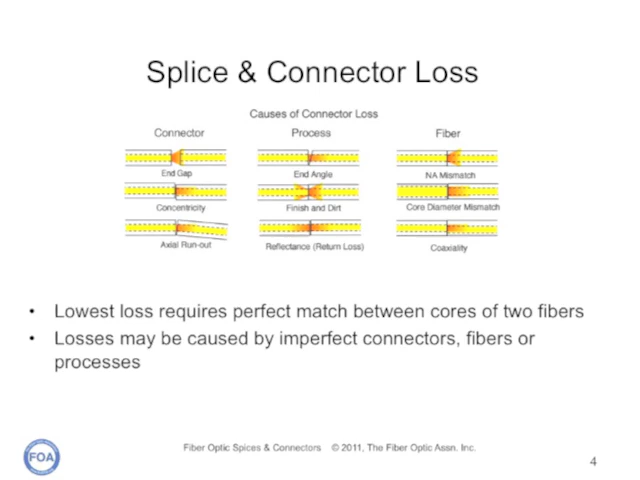 Splice & Connector Loss
Causes of Connector Loss
Connector Process Fiber
End Gap End Angle NA Mismatch
Concentricity Finish and Dirt Core Diameter Mismatch
Axial Run-out Reflectance (Return Loss) Coaxiality
• Lowest loss requires perfect match between cores of two fibers
• Losses may be caused by imperfect connectors, fibers or
processes
FOA
Fiber Optic Spices & Connectors © 2011, The Fiber Optic Assn. Inc.
4